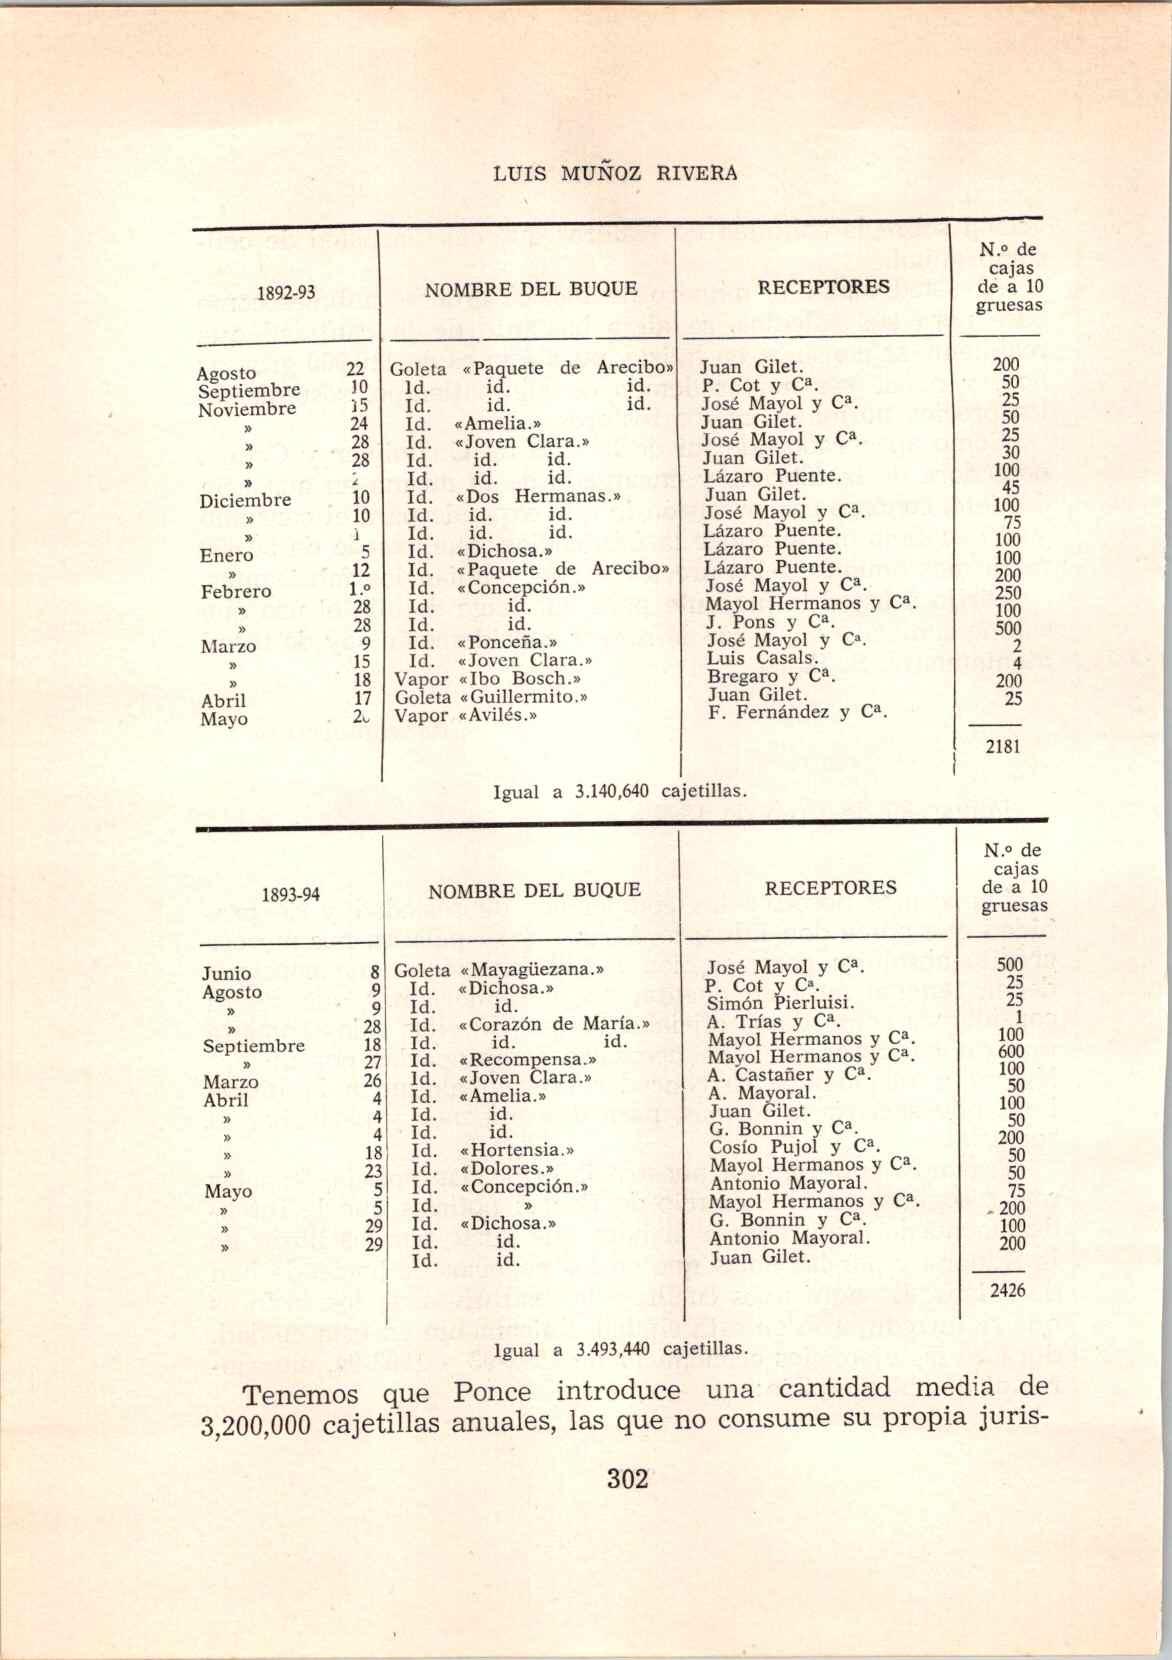 LUIS MUÑOZ RIVERA
1892-93 NOMBRE DEL BUQUE RECEPTORES N.º de cajas de a 10 gruesas
Agosto 22 Goleta «Paquete de Arecibo» Juan Gilet. 200
Septiembre 10 Id. id. id. P. Cot y Cª. 50
Noviembre 15 Id. id. id. José Mayol y Cª. 25
» 24 Id. «Amelia.» Juan Gilet. 50
» 28 Id. «Joven Clara.» José Mayol y Cª. 25
» 28 Id. id. id. Juan Gilet. 30
» Id. id. id. Lázaro Puente. 100
Diciembre 10 Id. «Dos Hermanas.» Juan Gilet. 45
» 10 Id. id. id. José Mayol y Cª. 100
» Id. id. id. Lázaro Puente. 75
Enero 5 Id. «Dichosa.» Lázaro Puente. 100
» 12 Id. «Paquete de Arecibo» Lázaro Puente. 100
Febrero 1.º Id. «Concepción.» José Mayol y Cª. 200
» 28 Id. id. Mayol Hermanos y Cª. 250
» 28 Id. id. J. Pons y Cª. 100
Marzo 9 Id. «Ponceña.» José Mayol y Cª. 500
» 15 Id. «Joven Clara.» Luis Casals. 2
» 18 Vapor «Ibo Bosch.» Bregaro y Cª. 4
Abril 17 Goleta «Guillermito.» Juan Gilet. 200
Mayo Vapor «Avilés.» F. Fernández y Cª. 25
2181
Igual a 3.140,640 cajetillas.
1893-94 NOMBRE DEL BUQUE RECEPTORES N.º de cajas de a 10 gruesas
Junio 8 Goleta «Mayagüezana.» José Mayol y Cª. 500
Agosto 9 Id. «Dichosa.» P. Cot y Cª. 25
» 9 Id. id. Simón Pierluisi. 25
» 28 Id. «Corazón de María.» A. Trías y Cª. 1
Septiembre 18 Id. id. id. Mayol Hermanos y Cª. 100
» 27 Id. «Recompensa.» Mayol Hermanos y Cª. 600
Marzo 26 Id. «Joven Clara.» A. Castañer y Cª. 100
Abril 4 Id. «Amelia.» A. Mayoral. 50
» 4 Id. id. Juan Gilet. 100
» 4 Id. id. G. Bonnin y Cª. 50
» 18 Id. «Hortensia.» Cosío Pujol y Cª. 200
» 23 Id. «Dolores.» Mayol Hermanos y Cª. 50
Mayo 5 Id. «Concepción.» Antonio Mayoral. 50
» 5 Id. » Mayol Hermanos y Cª. 75
» 29 Id. «Dichosa.» G. Bonnin y Cª. 200
» 29 Id. id. Antonio Mayoral. 100
Id. id. Juan Gilet. 200
2426
Igual a 3.493,440 cajetillas.
Tenemos que Ponce introduce una cantidad media de
3,200,000 cajetillas anuales, las que no consume su propia juris-
302